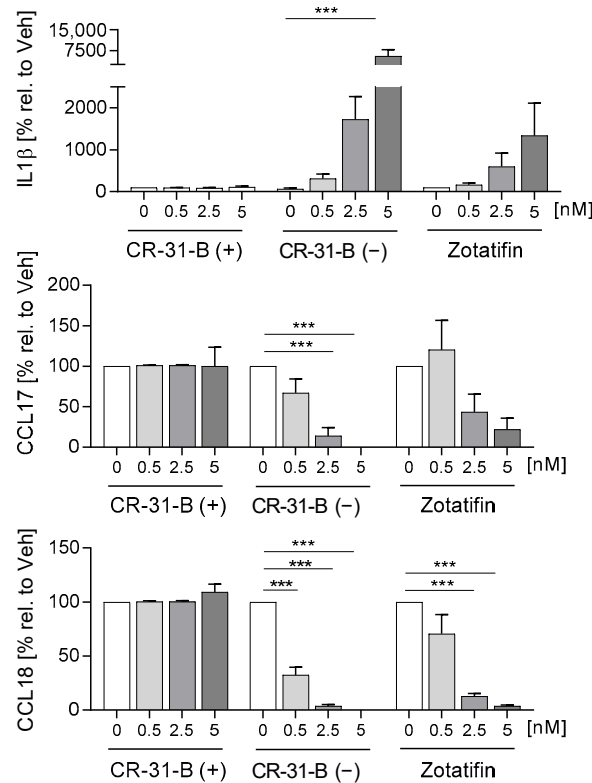 ***
IL1β [% rel. to Veh]
15,000
7500
2000
1000
0
0 0.5 2.5 5 0 0.5 2.5 5 0 0.5 2.5 5 [nM]
CR-31-B (+) CR-31-B (−) Zotatifin
CCL17 [% rel. to Veh]
200
150
100
50
0
***
***
0 0.5 2.5 5 0 0.5 2.5 5 0 0.5 2.5 5 [nM]
CR-31-B (+) CR-31-B (−) Zotatifin
CCL18 [% rel. to Veh]
150
100
50
0
***
***
***
***
***
0 0.5 2.5 5 0 0.5 2.5 5 0 0.5 2.5 5 [nM]
CR-31-B (+) CR-31-B (−) Zotatifin